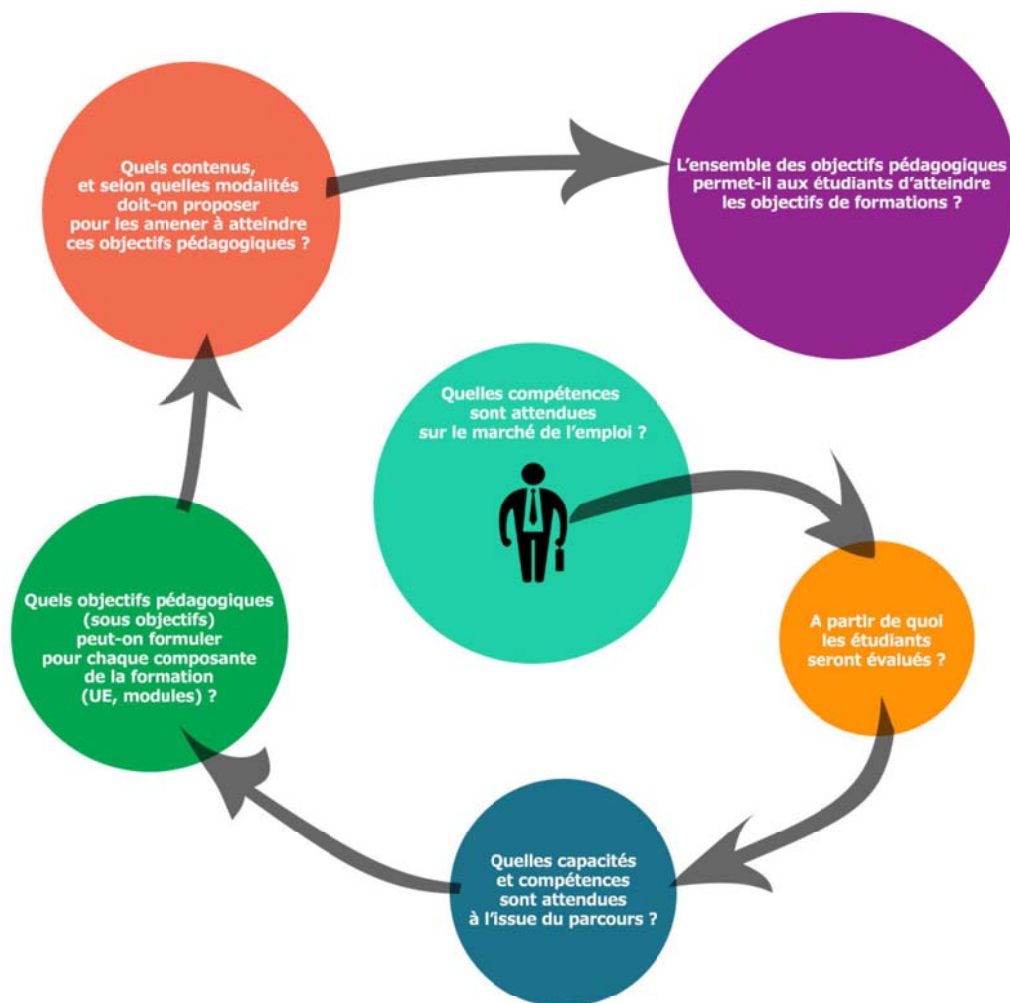 Quels contenus,
et selon quelles modalités
doit-on proposer
pour les amener à atteindre
ces objectifs pédagogiques ?
L'ensemble des objectifs pédagogiques
permet-il aux étudiants d'atteindre
les objectifs de formations ?
Quelles compétences
sont attendues
sur le marché de l'emploi ?
Quels objectifs pédagogiques
(sous objectifs)
peut-on formuler
pour chaque composante
de la formation
(UE, modules) ?
A partir de quoi
les étudiants
seront évalués ?
Quelles capacités
et compétences
sont attendues
à l'issue du parcours ?